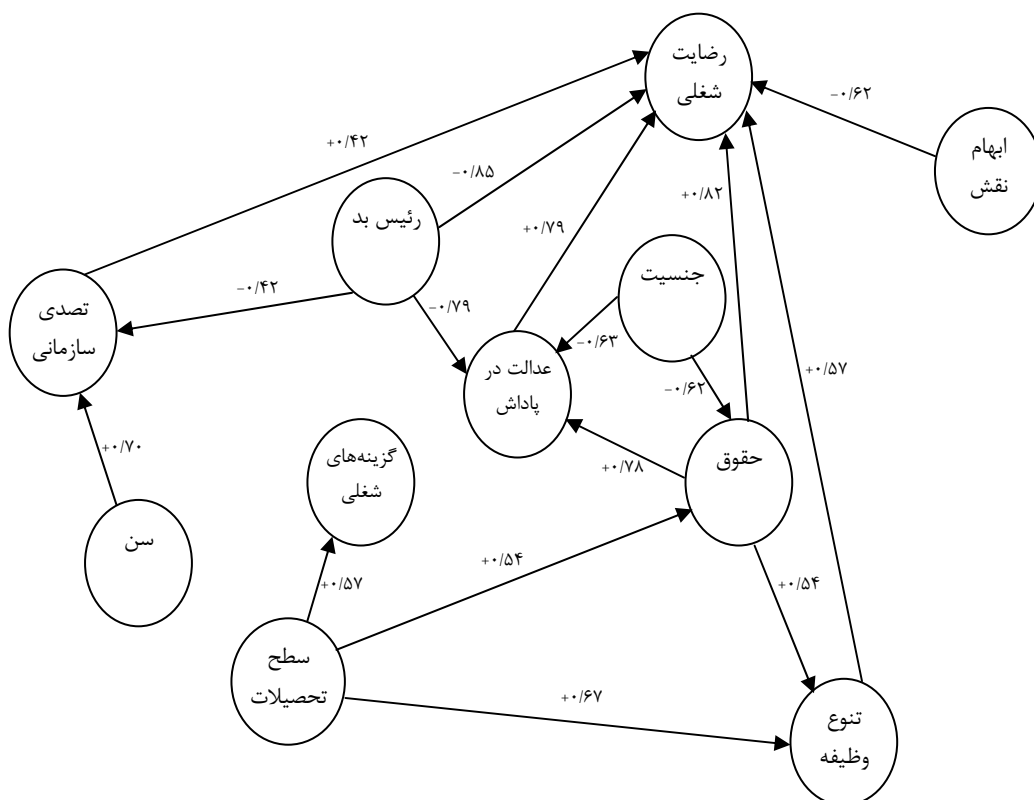 رضایت
شغلی
−۰/۶۲
ابهام
نقش
+۰/۴۲
−۰/۸۵
+۰/۸۲
رئیس بد
+۰/۷۹
جنسیت
−۰/۴۲
−۰/۷۹
تصدی
سازمانی
−۰/۶۳
عدالت در
پاداش
−۰/۶۲
+۰/۵۷
+۰/۷۰
گزینه‌های
شغلی
+۰/۷۸
حقوق
سن
+۰/۵۷
+۰/۵۴
+۰/۵۴
سطح
تحصیلات
+۰/۶۷
تنوع
وظیفه